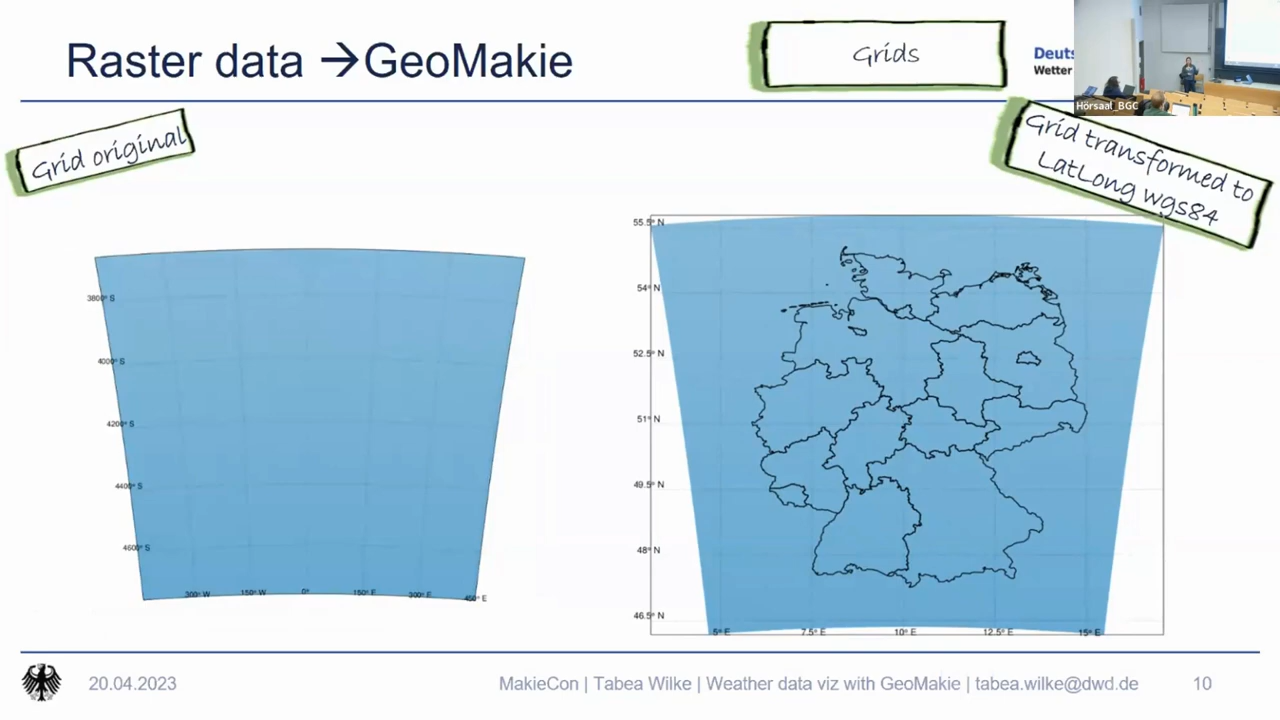 Raster data →GeoMakie
Grids
Deuts
Wetter
Hörsaal_BGC
Grid original
Grid transformed to
LatLong wgs84
3800° S
4000° S
4200° S
4400° S
4600° S
300° W
150° W
0°
150° E
300° E
450° E
55.5° N
54° N
52.5° N
51° N
49.5° N
48° N
46.5° N
5° E
7.5° E
10° E
12.5° E
15° E
20.04.2023
MakieCon | Tabea Wilke | Weather data viz with GeoMakie | tabea.wilke@dwd.de
10